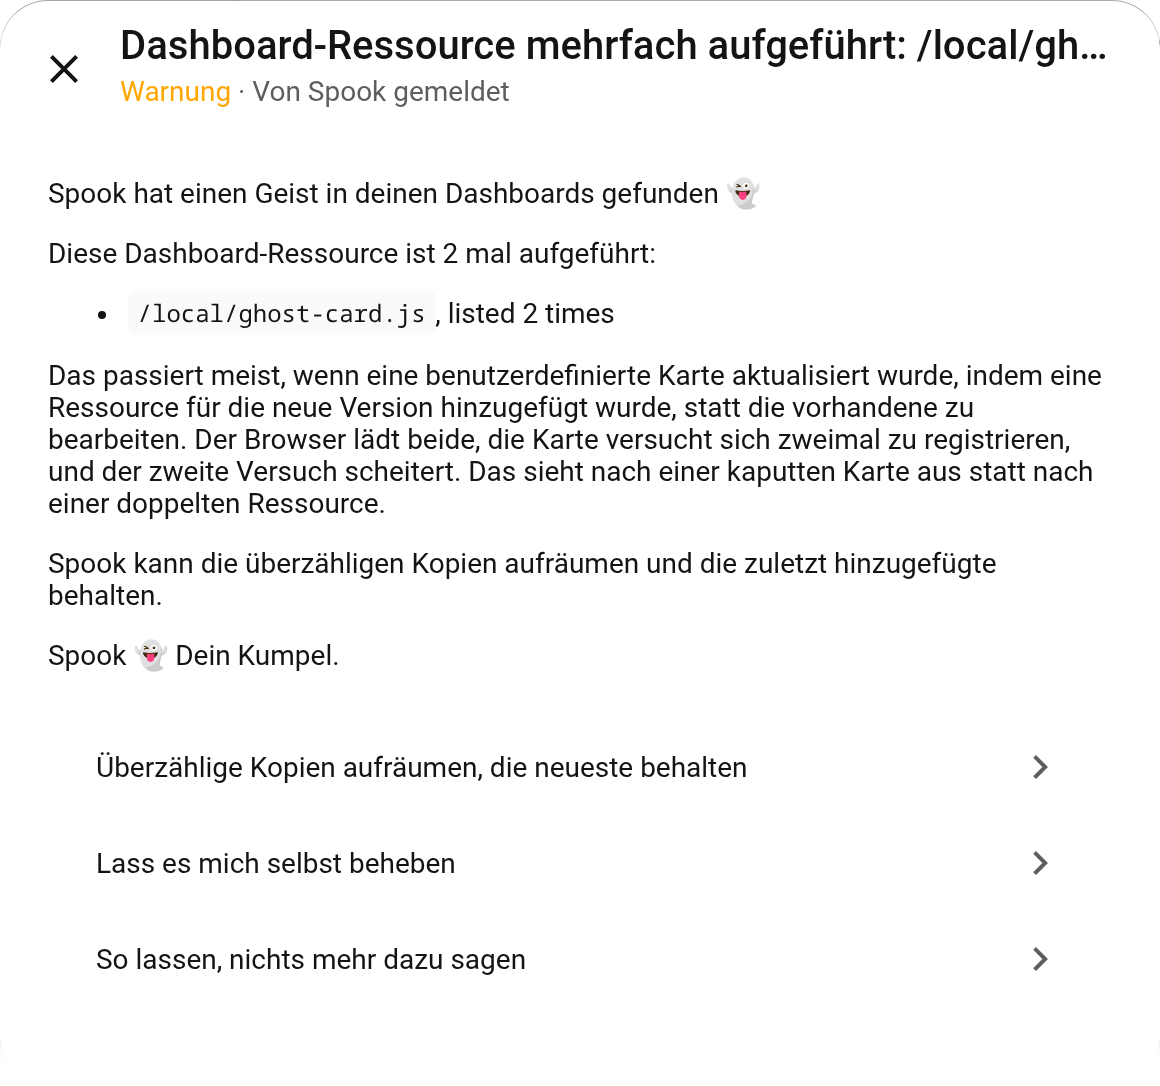 Dashboard-Ressource mehrfach aufgeführt: /local/gh…
Warnung · Von Spook gemeldet
Spook hat einen Geist in deinen Dashboards gefunden 👻
Diese Dashboard-Ressource ist 2 mal aufgeführt:
• /local/ghost-card.js, listed 2 times
Das passiert meist, wenn eine benutzerdefinierte Karte aktualisiert wurde, indem eine
Ressource für die neue Version hinzugefügt wurde, statt die vorhandene zu
bearbeiten. Der Browser lädt beide, die Karte versucht sich zweimal zu registrieren,
und der zweite Versuch scheitert. Das sieht nach einer kaputten Karte aus statt nach
einer doppelten Ressource.
Spook kann die überzähligen Kopien aufräumen und die zuletzt hinzugefügte
behalten.
Spook 👻 Dein Kumpel.
Überzählige Kopien aufräumen, die neueste behalten
Lass es mich selbst beheben
So lassen, nichts mehr dazu sagen